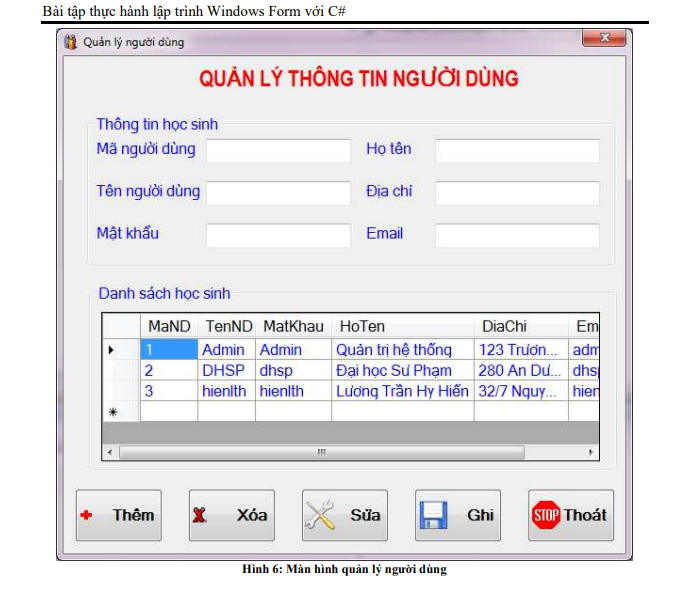 Bài tập thực hành lập trình Windows Form với C#
Quản lý người dùng
QUẢN LÝ THÔNG TIN NGƯỜI DÙNG
Thông tin học sinh
Mã người dùng Họ tên
Tên người dùng Địa chỉ
Mật khẩu Email
Danh sách học sinh
MaND TenND MatKhau HoTen DiaChi Em
1 Admin Admin Quản trị hệ thống 123 Trươn... adm
2 DHSP dhsp Đại học Sư Phạm 280 An Dư... dhs
3 hienlth hienlth Lương Trần Hy Hiến 32/7 Nguy... hien
Thêm Xóa Sữa Ghi STOP Thoát
Hình 6: Màn hình quản lý người dùng